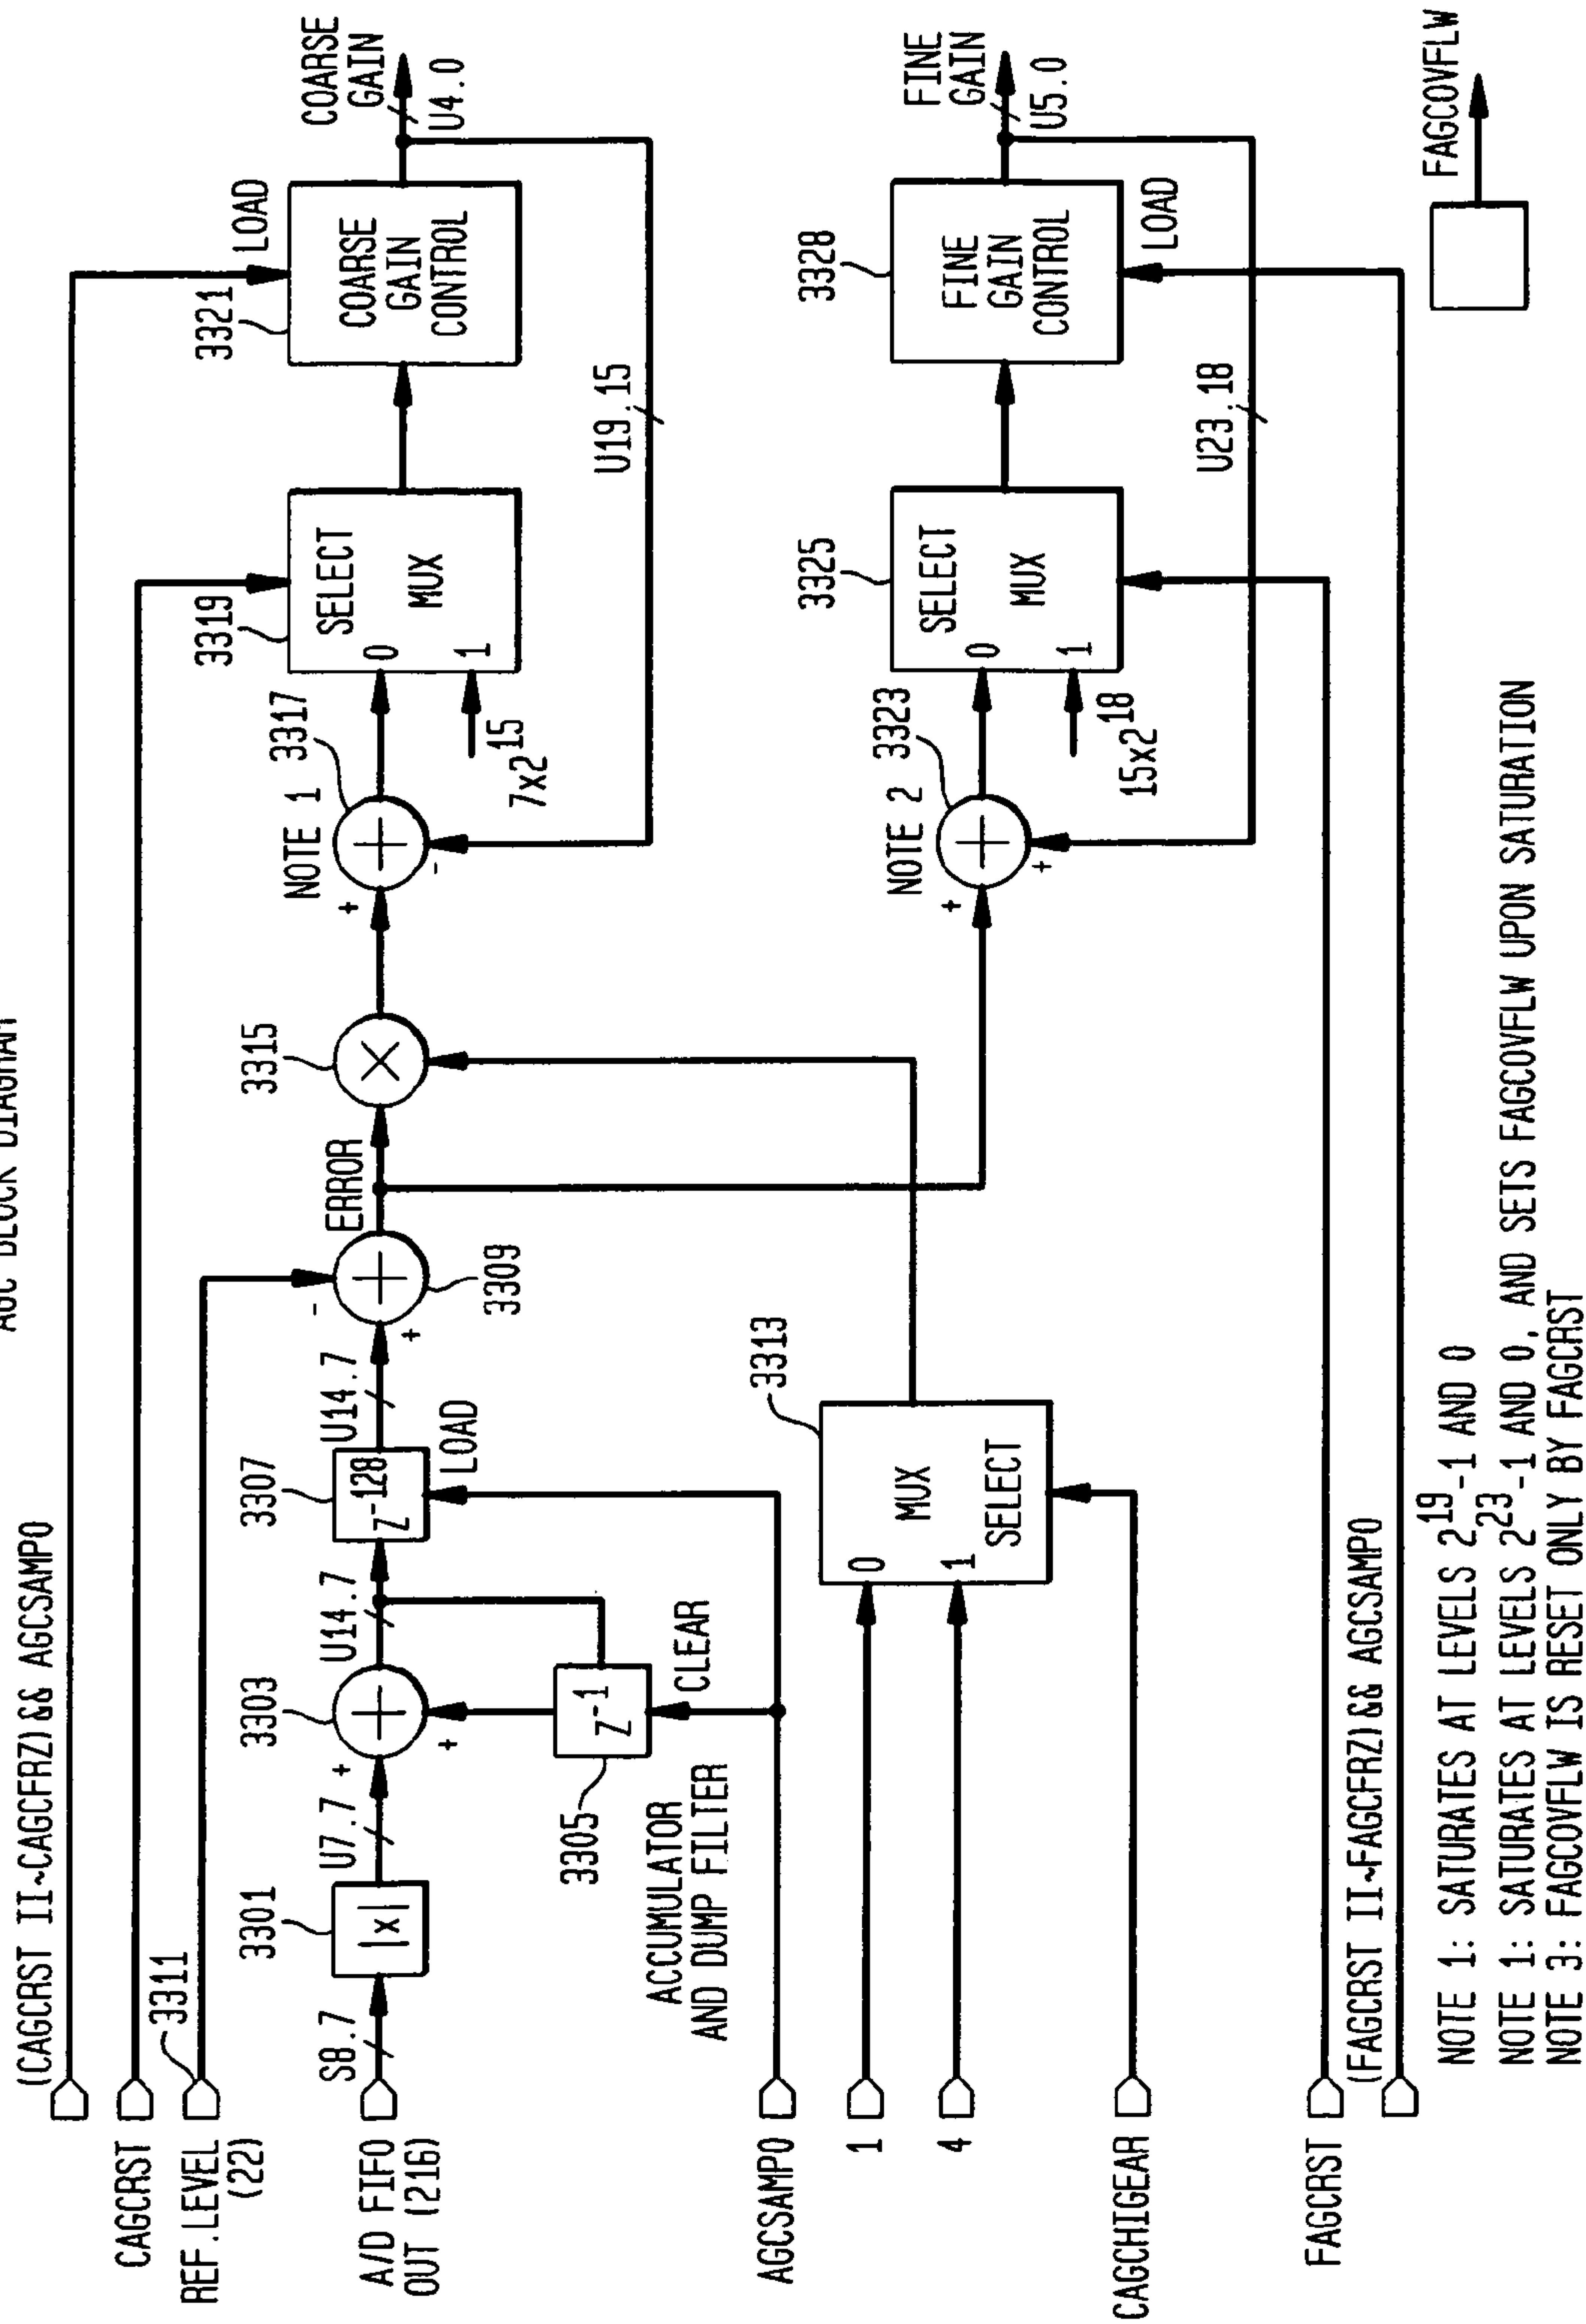 AGC BLOCK DIAGRAM
(CAGCRST II~CAGCFRZ)&& AGCSAMPO
CAGCRST
3311
REF.LEVEL
(22)
A/D FIFO
OUT (216)
S8.7
3301
|x|
U7.7
+
3303
+
+
U14.7
3305
Z-1
CLEAR
ACCUMULATOR
AND DUMP FILTER
3307
Z-128
LOAD
U14.7
-
+
+
3309
ERROR
3315
×
NOTE 1
3317
+
+
-
7x2 15
3319
SELECT
MUX
0
1
3321
LOAD
COARSE
GAIN
CONTROL
COARSE
GAIN
U4.0
U19.15
AGCSAMPO
1
4
CAGCHIGEAR
0
1
MUX
SELECT
3313
NOTE 2
3323
+
+
+
15x2 18
3325
SELECT
MUX
0
1
3328
FINE
GAIN
CONTROL
LOAD
FINE
GAIN
U5.0
U23.18
FAGCRST
(FAGCRST II~FAGCFRZ)&& AGCSAMPO
FAGCOVFLW
NOTE 1: SATURATES AT LEVELS 2 19-1 AND 0
NOTE 1: SATURATES AT LEVELS 2 23-1 AND 0, AND SETS FAGCOVFLW UPON SATURATION
NOTE 3: FAGCOVFLW IS RESET ONLY BY FAGCRST